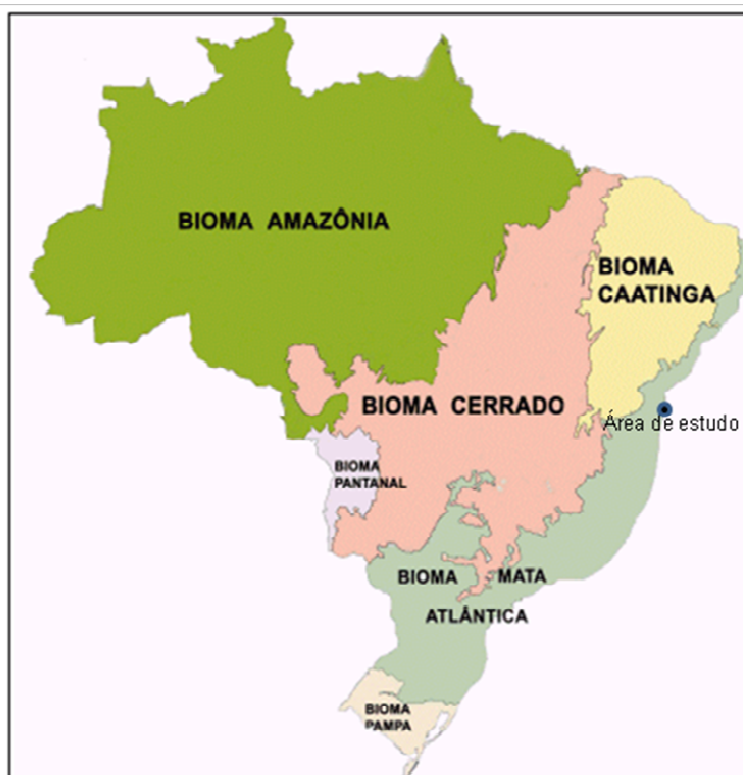 BIOMA AMAZÔNIA
BIOMA
CAATINGA
BIOMA CERRADO
Área de estudo
BIOMA
PANTANAL
BIOMA MATA
ATLÂNTICA
BIOMA
PAMPA